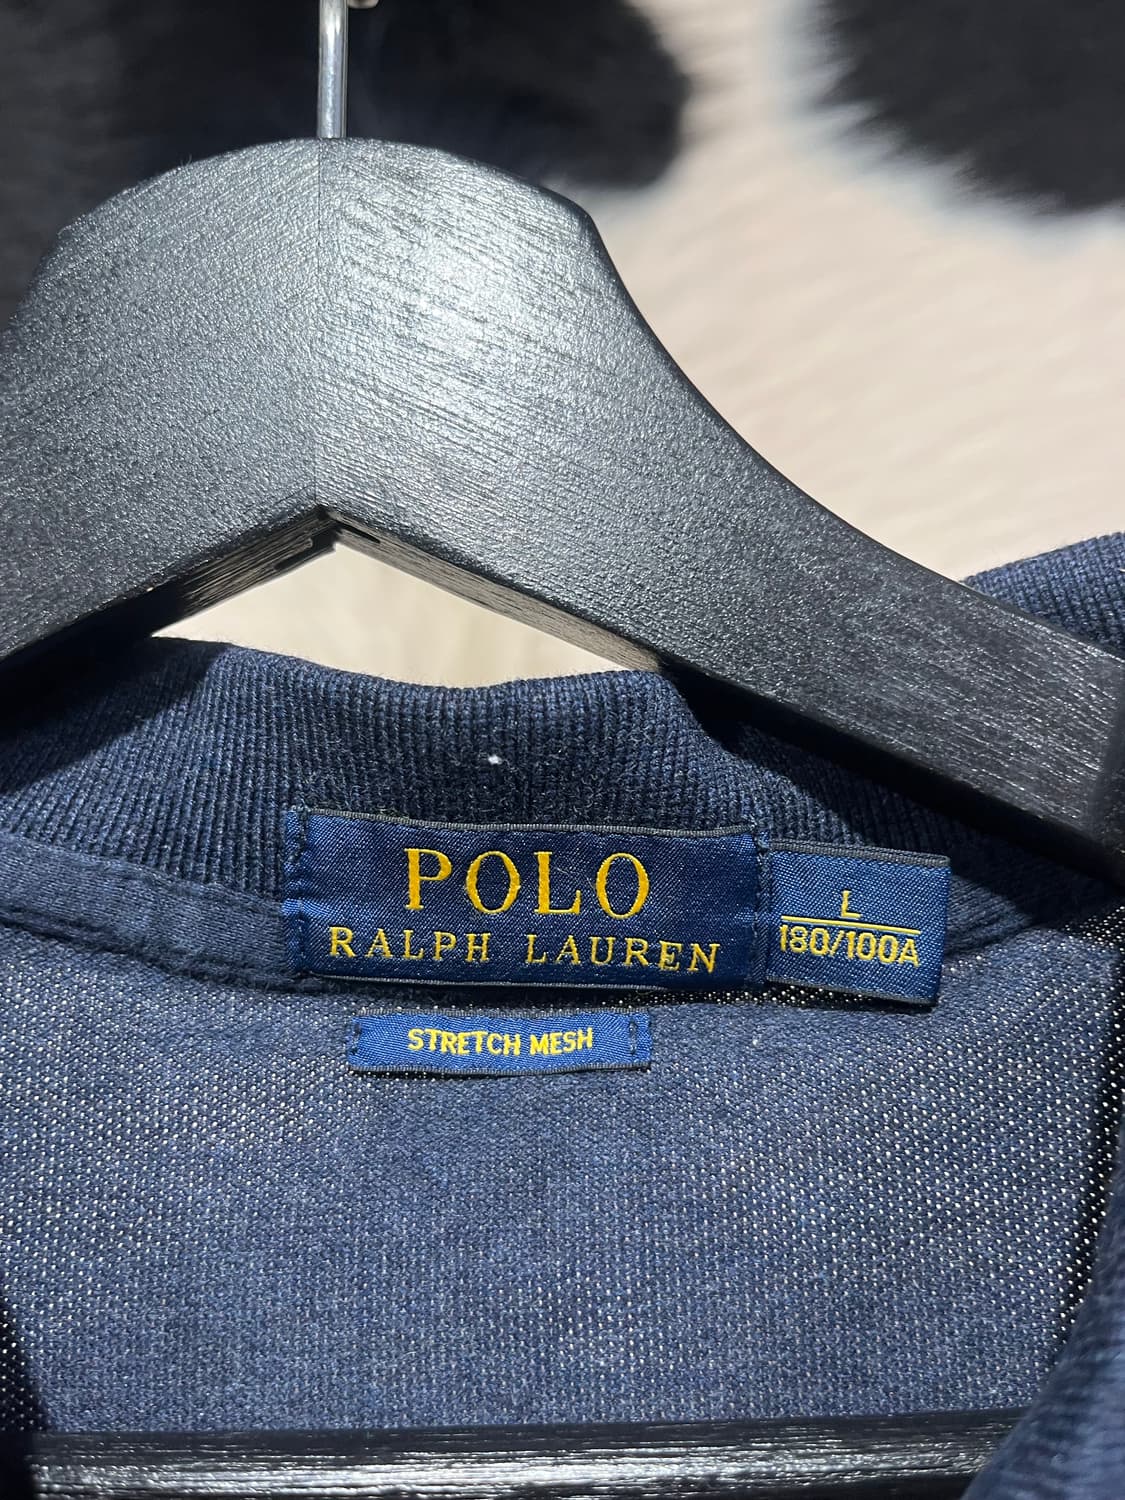 POLO
RALPH LAUREN
L
180/100A
STRETCH MESH